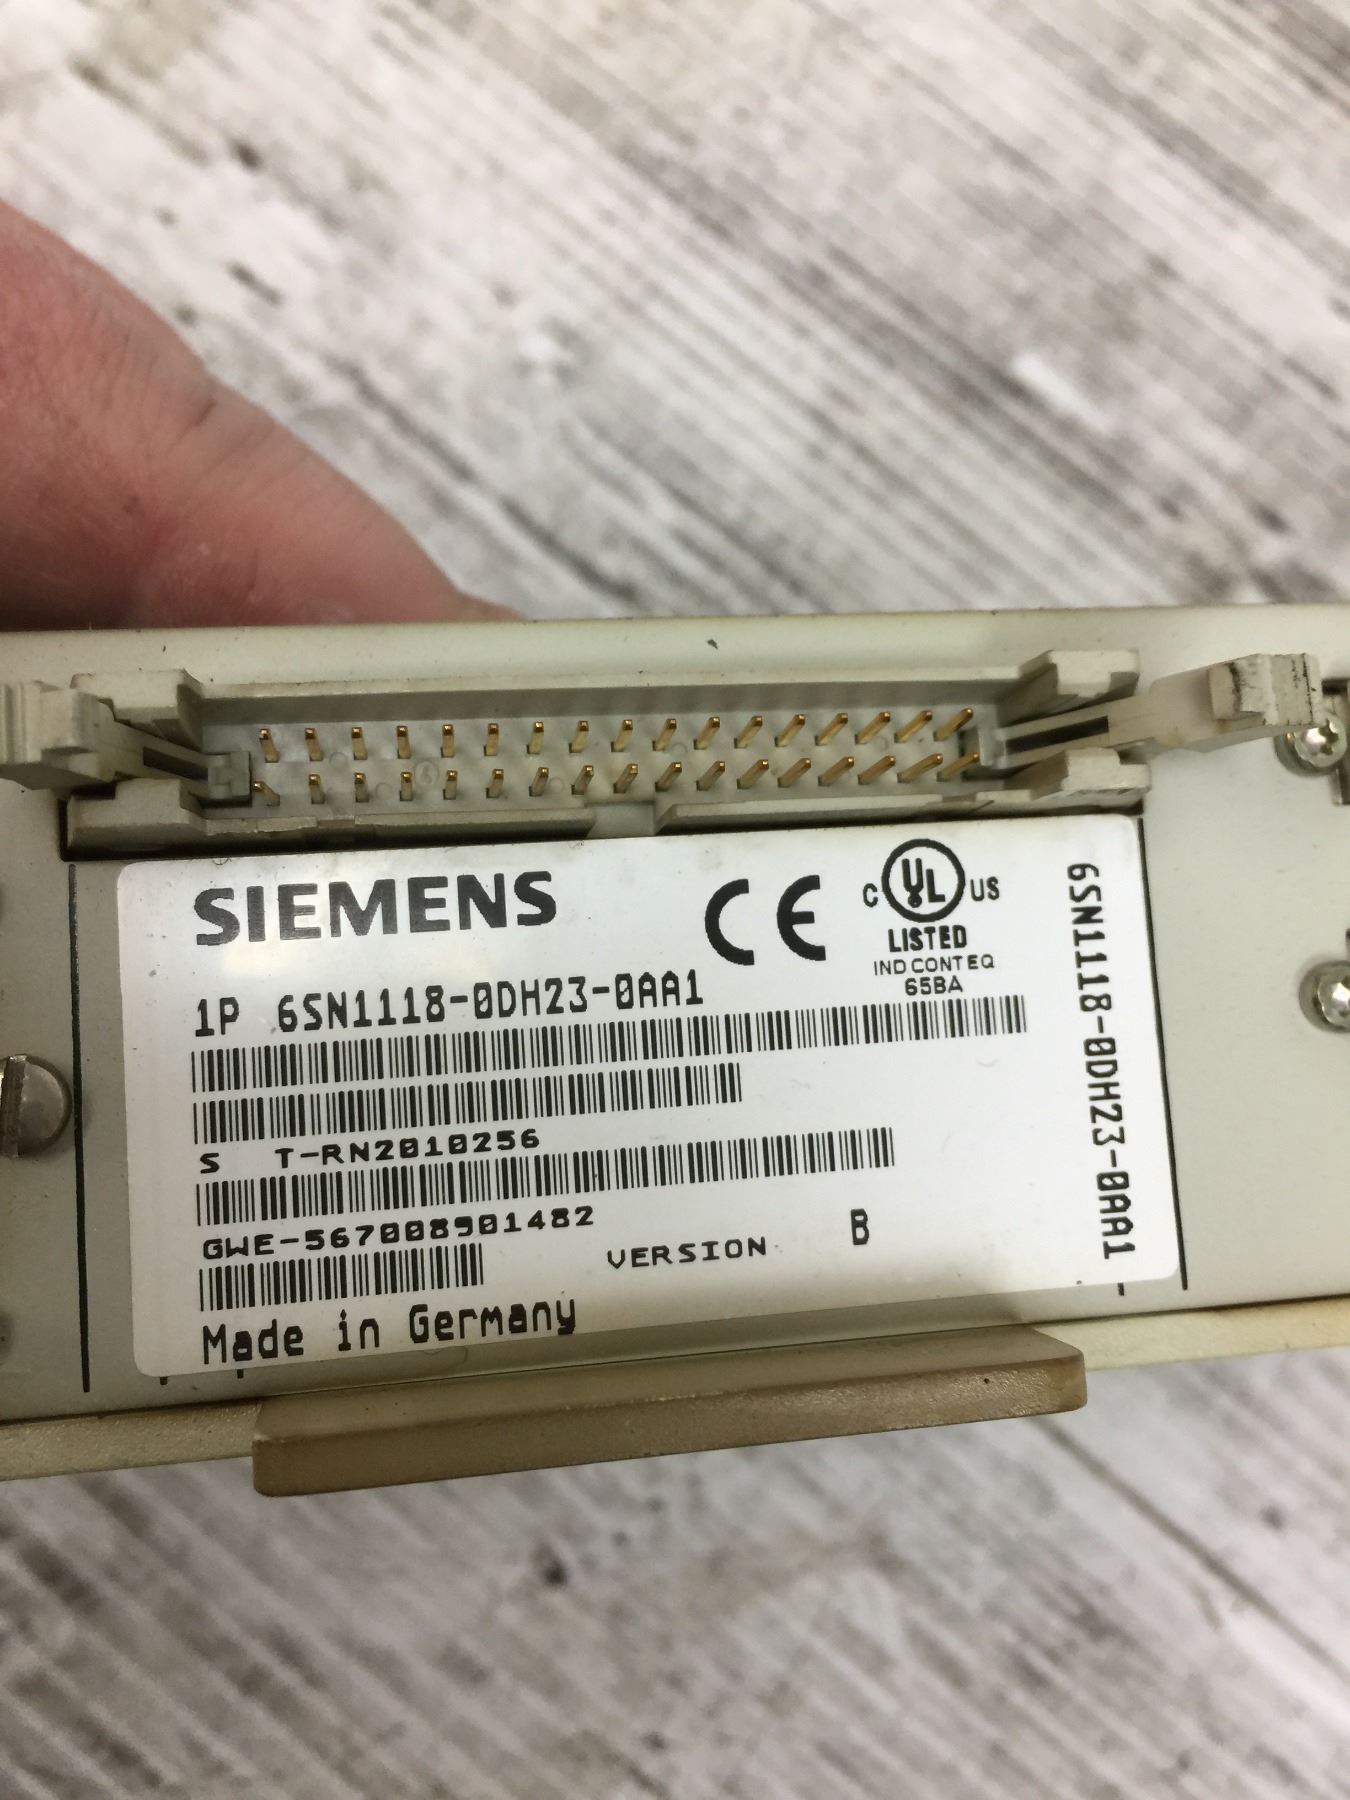 SIEMENS
CE
C UL US
LISTED
IND CONT EQ
65BA
1P 6SN1118-0DH23-0AA1
S T-RN2010256
GWE-567008901482
VERSION B
Made in Germany
6SN1118-0DH23-0AA1